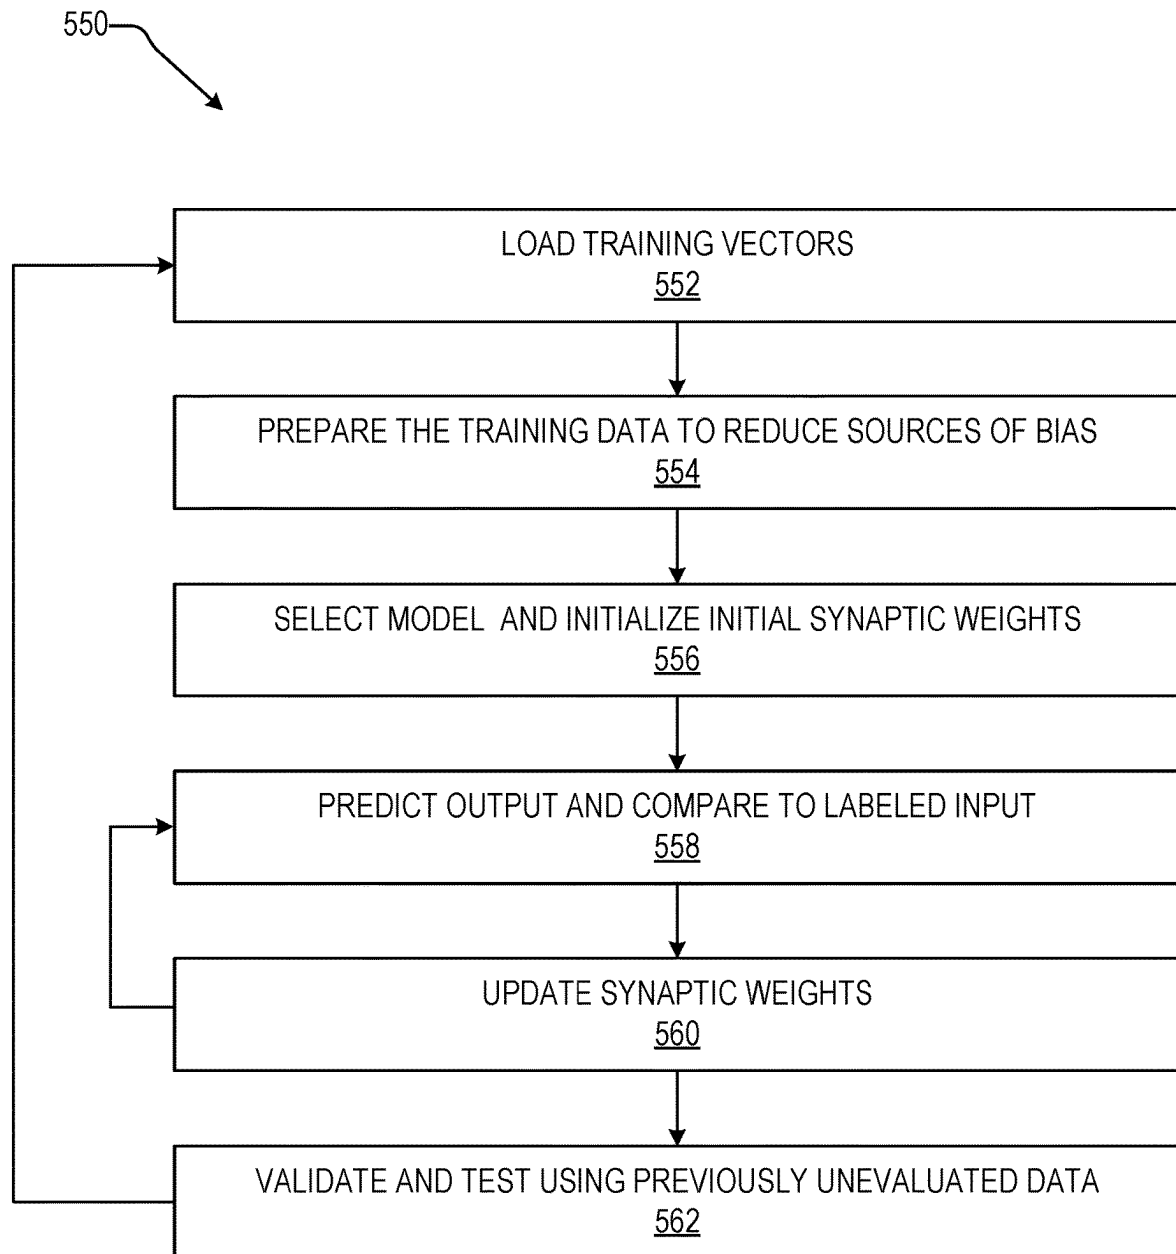 550
LOAD TRAINING VECTORS
552
PREPARE THE TRAINING DATA TO REDUCE SOURCES OF BIAS
554
SELECT MODEL AND INITIALIZE INITIAL SYNAPTIC WEIGHTS
556
PREDICT OUTPUT AND COMPARE TO LABELED INPUT
558
UPDATE SYNAPTIC WEIGHTS
560
VALIDATE AND TEST USING PREVIOUSLY UNEVALUATED DATA
562